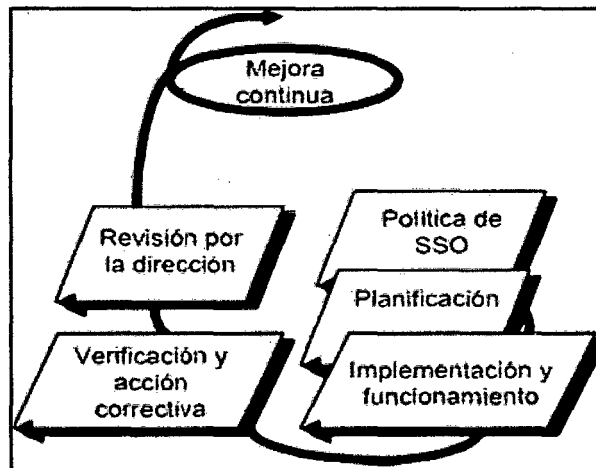 Mejora
continua
Política de
SSO
Planificación
Implementación y
funcionamiento
Verificación y
acción
correctiva
Revisión por
la dirección